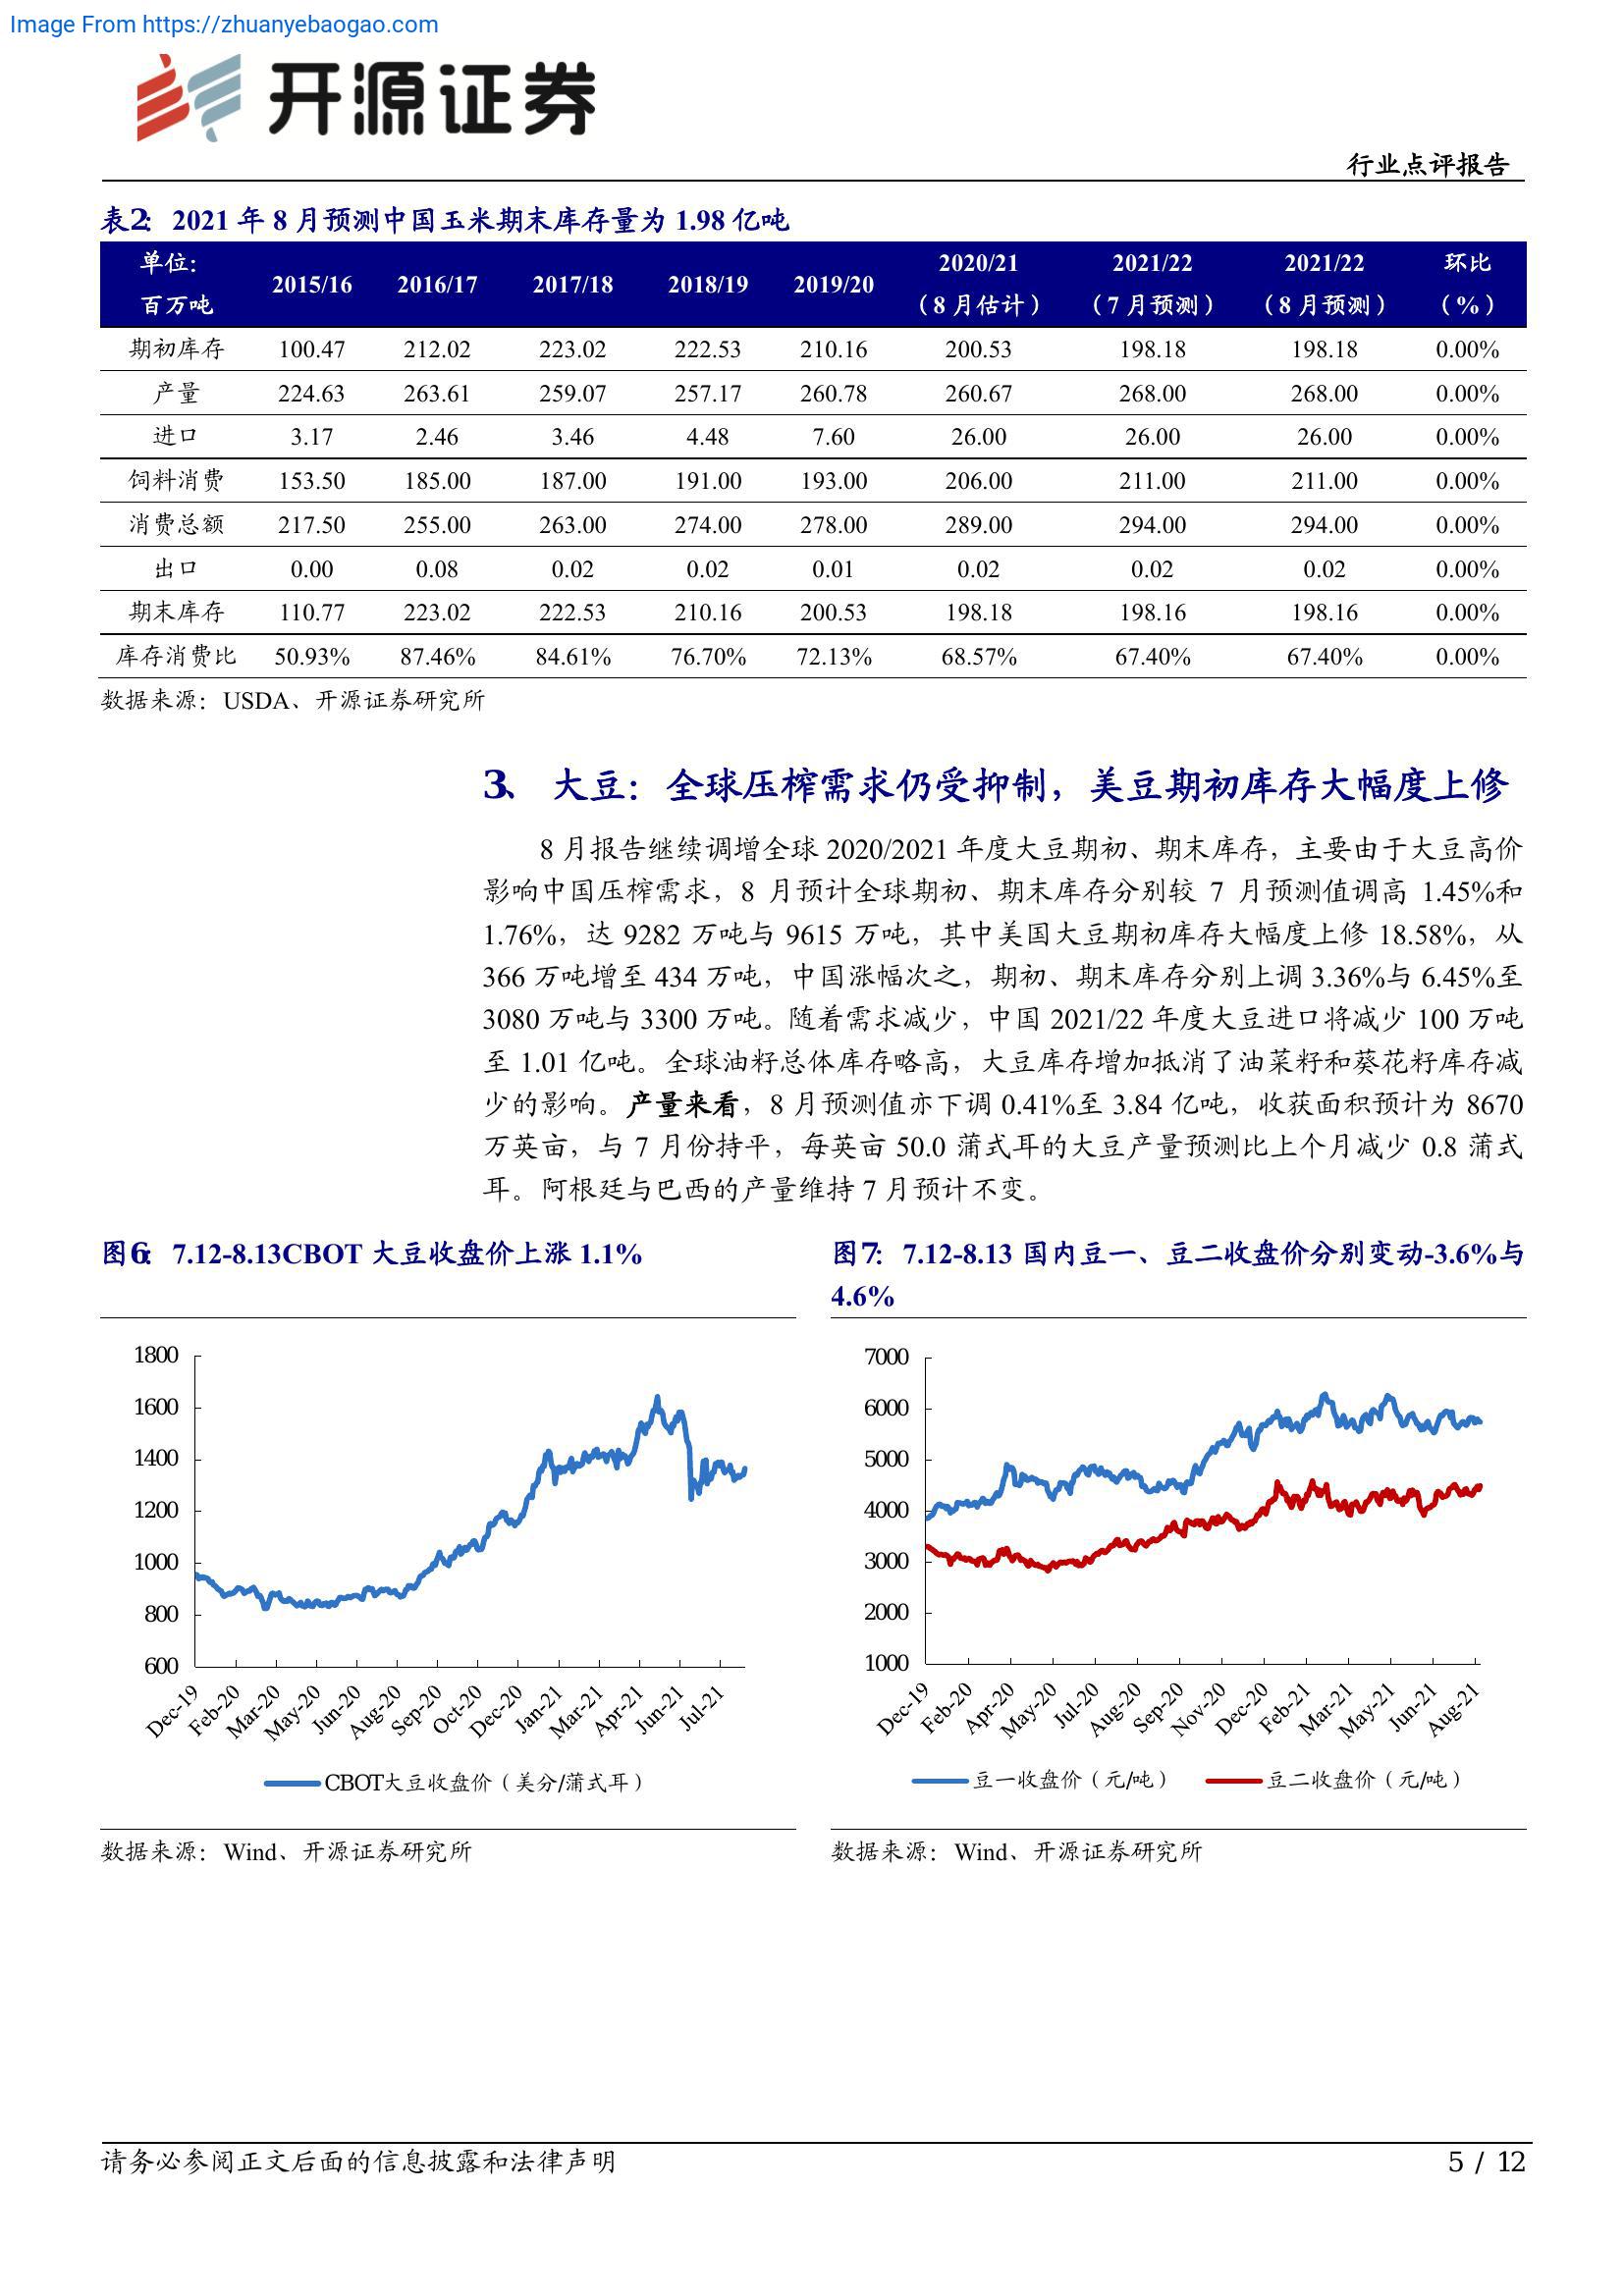 Image From https://zhuanyebaogao.com
开源证券
行业点评报告
表2： 2021 年 8 月预测中国玉米期末库存量为 1.98 亿吨
单位：百万吨 2015/16 2016/17 2017/18 2018/19 2019/20 2020/21（8 月估计） 2021/22（7 月预测） 2021/22（8 月预测） 环比（%）
期初库存 100.47 212.02 223.02 222.53 210.16 200.53 198.18 198.18 0.00%
产量 224.63 263.61 259.07 257.17 260.78 260.67 268.00 268.00 0.00%
进口 3.17 2.46 3.46 4.48 7.60 26.00 26.00 26.00 0.00%
饲料消费 153.50 185.00 187.00 191.00 193.00 206.00 211.00 211.00 0.00%
消费总额 217.50 255.00 263.00 274.00 278.00 289.00 294.00 294.00 0.00%
出口 0.00 0.08 0.02 0.02 0.01 0.02 0.02 0.02 0.00%
期末库存 110.77 223.02 222.53 210.16 200.53 198.18 198.16 198.16 0.00%
库存消费比 50.93% 87.46% 84.61% 76.70% 72.13% 68.57% 67.40% 67.40% 0.00%
数据来源：USDA、开源证券研究所
3、 大豆：全球压榨需求仍受抑制，美豆期初库存大幅度上修
8 月报告继续调增全球 2020/2021 年度大豆期初、期末库存，主要由于大豆高价
影响中国压榨需求，8 月预计全球期初、期末库存分别较 7 月预测值调高 1.45%和
1.76%，达 9282 万吨与 9615 万吨，其中美国大豆期初库存大幅度上修 18.58%，从
366 万吨增至 434 万吨，中国涨幅次之，期初、期末库存分别上调 3.36%与 6.45%至
3080 万吨与 3300 万吨。随着需求减少，中国 2021/22 年度大豆进口将减少 100 万吨
至 1.01 亿吨。全球油籽总体库存略高，大豆库存增加抵消了油菜籽和葵花籽库存减
少的影响。产量来看，8 月预测值亦下调 0.41%至 3.84 亿吨，收获面积预计为 8670
万英亩，与 7 月份持平，每英亩 50.0 蒲式耳的大豆产量预测比上个月减少 0.8 蒲式
耳。阿根廷与巴西的产量维持 7 月预计不变。
图6： 7.12-8.13CBOT 大豆收盘价上涨 1.1%
1800
1600
1400
1200
1000
800
600
Dec-19 Feb-20 Mar-20 May-20 Jun-20 Aug-20 Sep-20 Oct-20 Dec-20 Jan-21 Mar-21 Apr-21 Jun-21 Jul-21
CBOT大豆收盘价（美分/蒲式耳）
数据来源：Wind、开源证券研究所
图7： 7.12-8.13 国内豆一、豆二收盘价分别变动-3.6%与
4.6%
7000
6000
5000
4000
3000
2000
1000
Dec-19 Feb-20 Apr-20 May-20 Jul-20 Aug-20 Sep-20 Nov-20 Dec-20 Feb-21 Mar-21 May-21 Jun-21 Aug-21
豆一收盘价（元/吨） 豆二收盘价（元/吨）
数据来源：Wind、开源证券研究所
请务必参阅正文后面的信息披露和法律声明 5 / 12